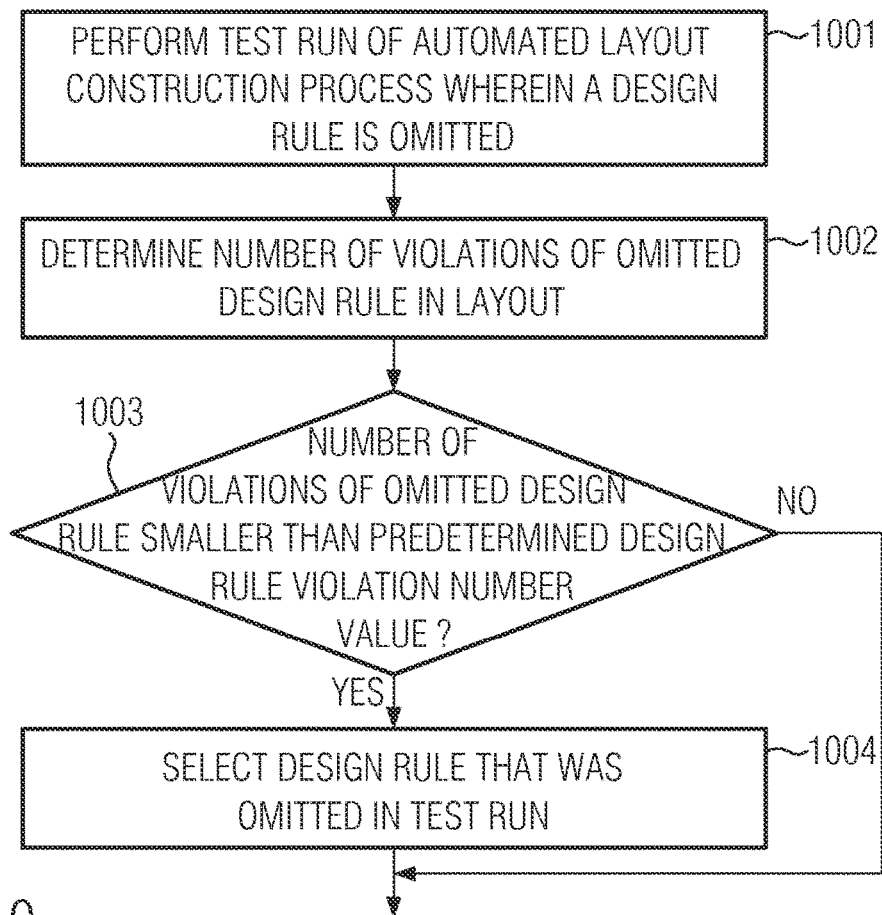 PERFORM TEST RUN OF AUTOMATED LAYOUT
CONSTRUCTION PROCESS WHEREIN A DESIGN
RULE IS OMITTED
1001
DETERMINE NUMBER OF VIOLATIONS OF OMITTED
DESIGN RULE IN LAYOUT
1002
1003
NUMBER OF
VIOLATIONS OF OMITTED DESIGN
RULE SMALLER THAN PREDETERMINED DESIGN
RULE VIOLATION NUMBER
VALUE ?
NO
YES
SELECT DESIGN RULE THAT WAS
OMITTED IN TEST RUN
1004